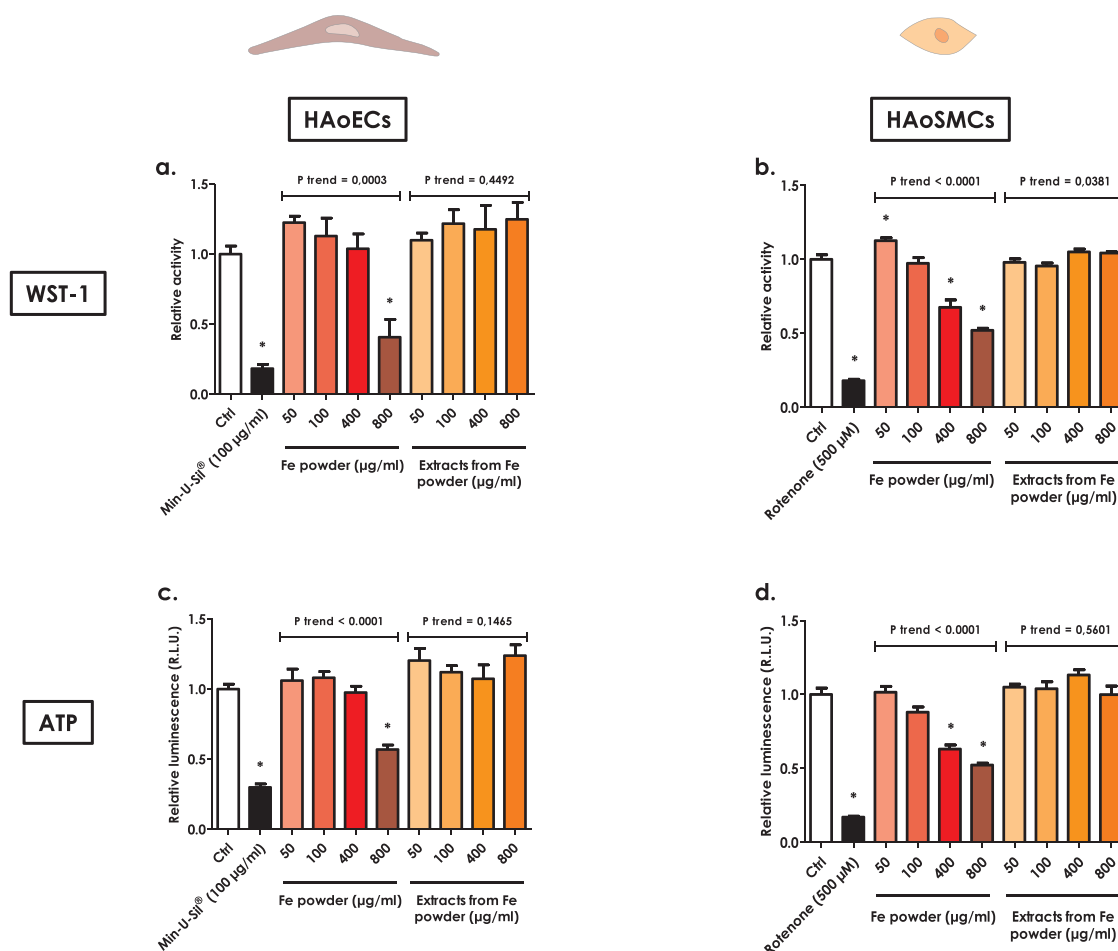 HAoECs
HAoSMCs
WST-1
ATP
a.
P trend = 0,0003
P trend = 0,4492
Relative activity
1.5
1.0
0.5
0.0
*
*
Ctrl
Min-U-Sil® (100 µg/ml)
50
100
400
800
50
100
400
800
Fe powder (µg/ml)
Extracts from Fe
powder (µg/ml)
b.
P trend < 0.0001
P trend = 0,0381
Relative activity
1.5
1.0
0.5
0.0
*
*
*
*
Ctrl
Rotenone (500 µM)
50
100
400
800
50
100
400
800
Fe powder (µg/ml)
Extracts from Fe
powder (µg/ml)
c.
P trend < 0.0001
P trend = 0,1465
Relative luminescence (R.L.U.)
1.5
1.0
0.5
0.0
*
*
Ctrl
Min-U-Sil® (100 µg/ml)
50
100
400
800
50
100
400
800
Fe powder (µg/ml)
Extracts from Fe
powder (µg/ml)
d.
P trend < 0.0001
P trend = 0,5601
Relative luminescence (R.L.U.)
1.5
1.0
0.5
0.0
*
*
*
Ctrl
Rotenone (500 µM)
50
100
400
800
50
100
400
800
Fe powder (µg/ml)
Extracts from Fe
powder (µg/ml)